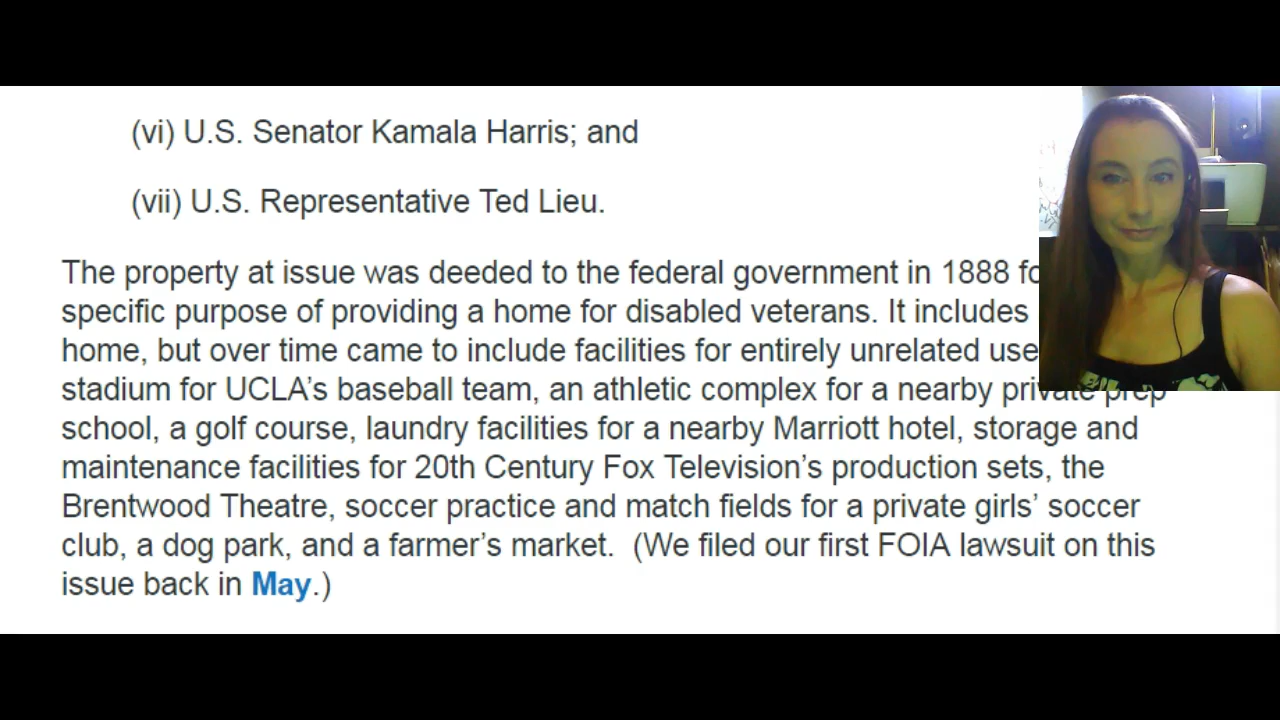 (vi) U.S. Senator Kamala Harris; and
(vii) U.S. Representative Ted Lieu.
The property at issue was deeded to the federal government in 1888
specific purpose of providing a home for disabled veterans. It includes
home, but over time came to include facilities for entirely unrelated
stadium for UCLA’s baseball team, an athletic complex for a nearby private prep
school, a golf course, laundry facilities for a nearby Marriott hotel, storage and
maintenance facilities for 20th Century Fox Television’s production sets, the
Brentwood Theatre, soccer practice and match fields for a private girls’ soccer
club, a dog park, and a farmer’s market. (We filed our first FOIA lawsuit on this
issue back in May.)